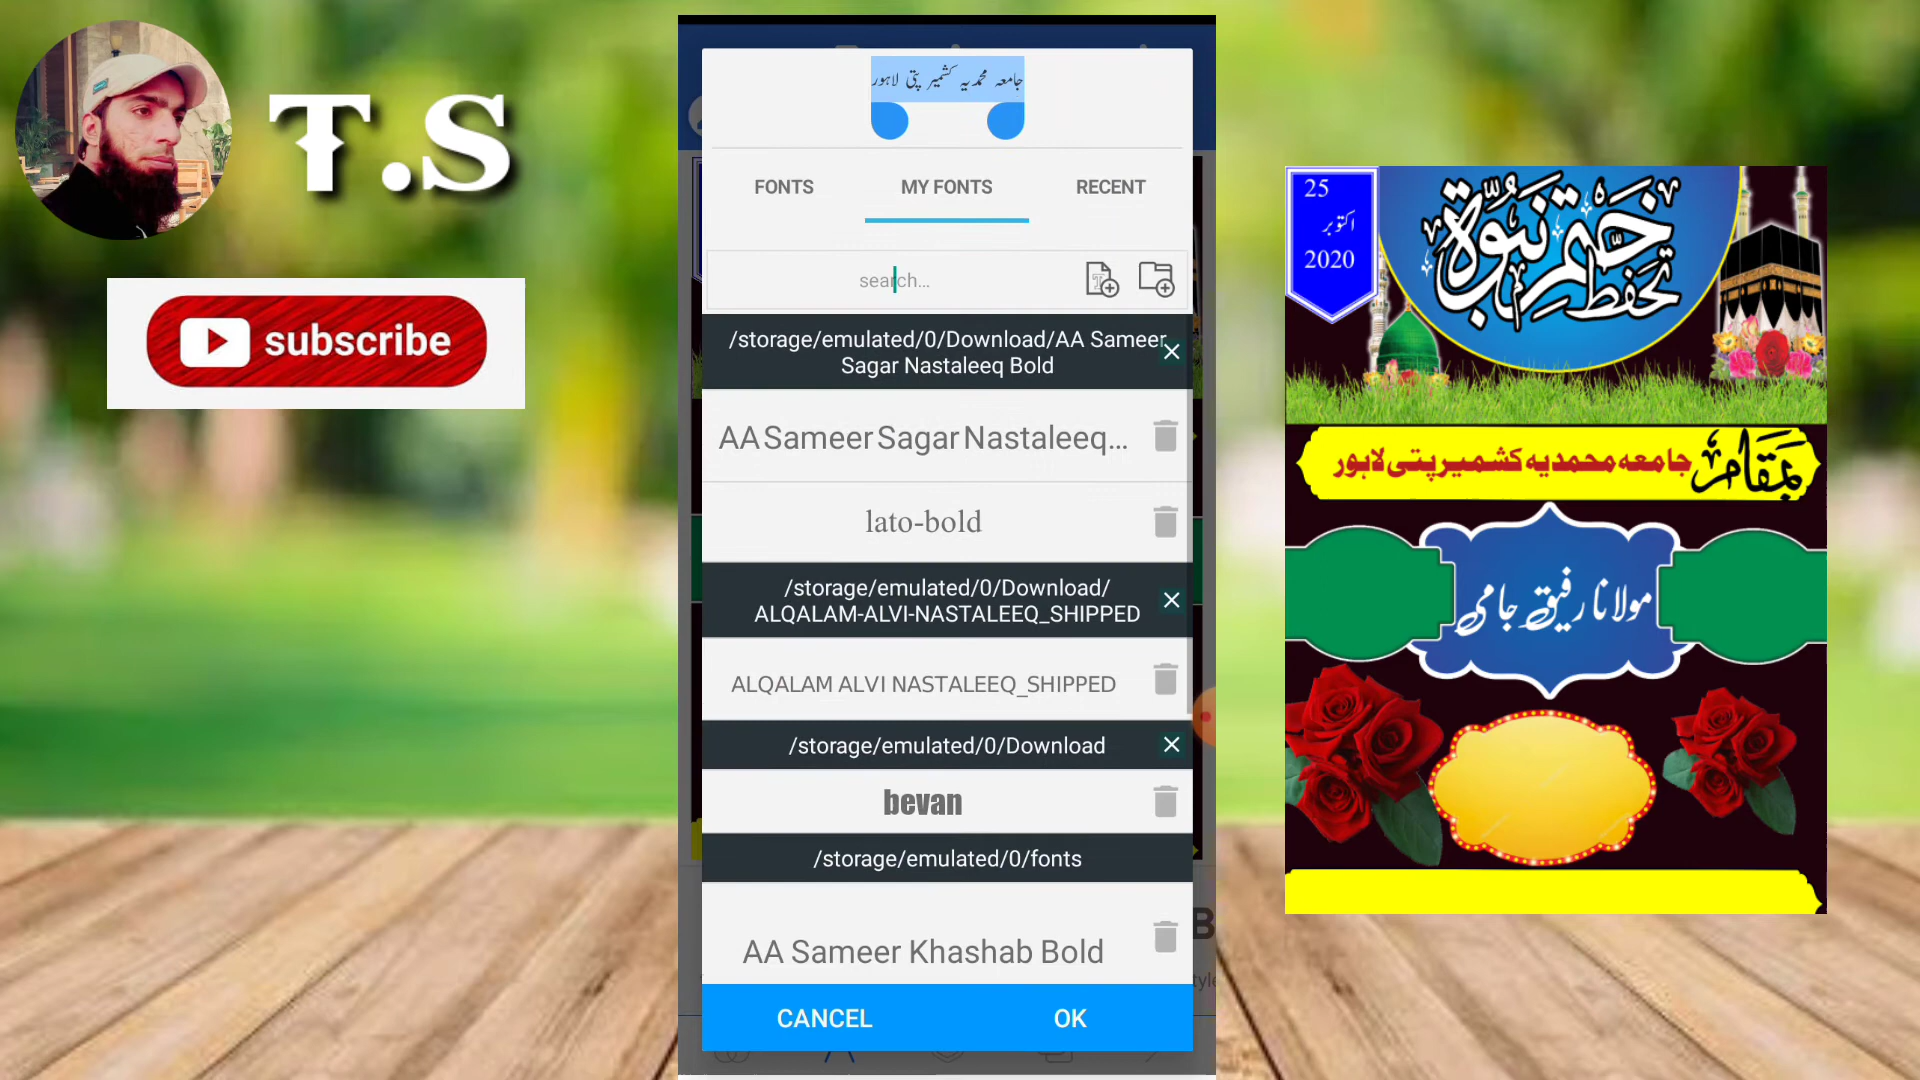 T.S
subscribe
جامعہ محمدیہ کشمیر پتی لاہور
FONTS
MY FONTS
RECENT
search...
/storage/emulated/0/Download/AA Sameer
Sagar Nastaleeq Bold
AA Sameer Sagar Nastaleeq...
lato-bold
/storage/emulated/0/Download/
ALQALAM-ALVI-NASTALEEQ_SHIPPED
ALQALAM ALVI NASTALEEQ_SHIPPED
/storage/emulated/0/Download
bevan
/storage/emulated/0/fonts
AA Sameer Khashab Bold
CANCEL
OK
25
اکتوبر
2020
تحفظ ختم نبوۃ
بمقام
جامعه محمدیه کشمیر پتی لاہور
مولانا رفیق جامی